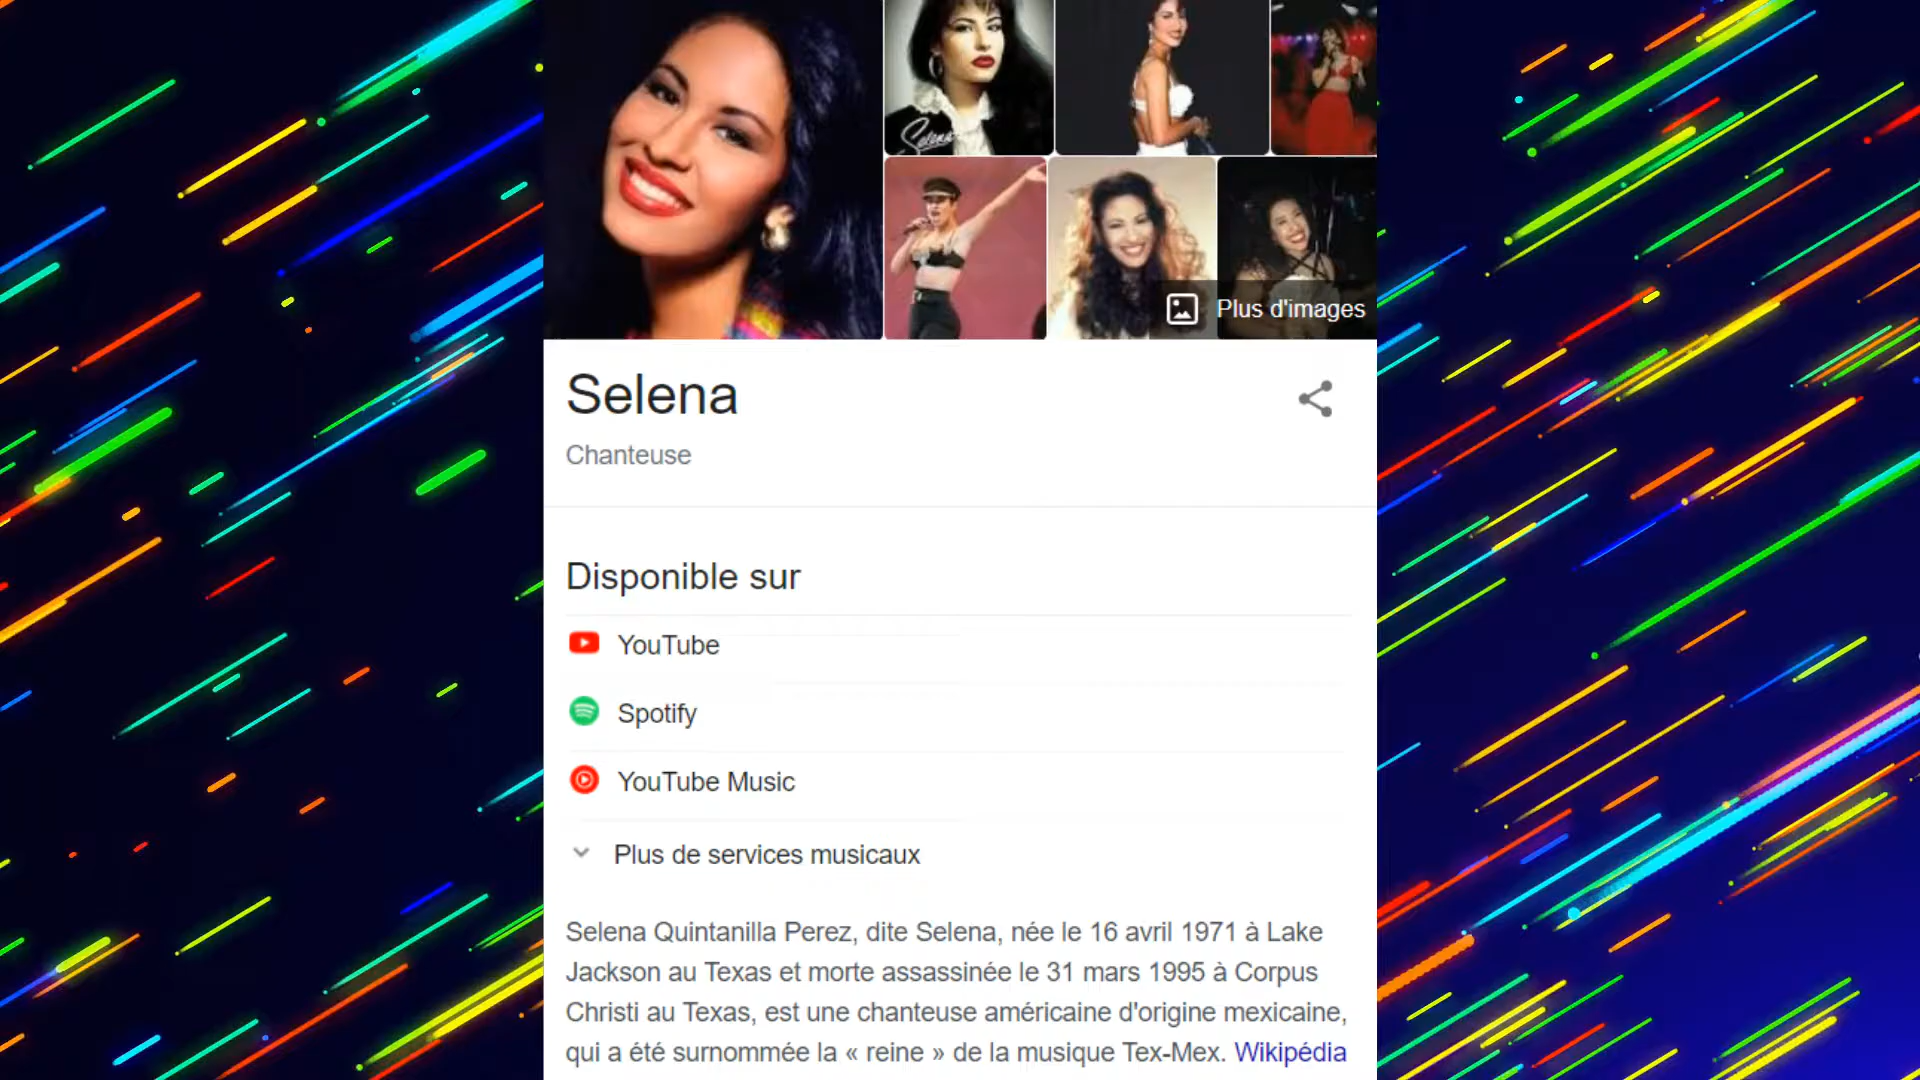 Selena
Plus d'images
Selena
Chanteuse
Disponible sur
YouTube
Spotify
YouTube Music
Plus de services musicaux
Selena Quintanilla Perez, dite Selena, née le 16 avril 1971 à Lake
Jackson au Texas et morte assassinée le 31 mars 1995 à Corpus
Christi au Texas, est une chanteuse américaine d'origine mexicaine,
qui a été surnommée la « reine » de la musique Tex-Mex. Wikipédia